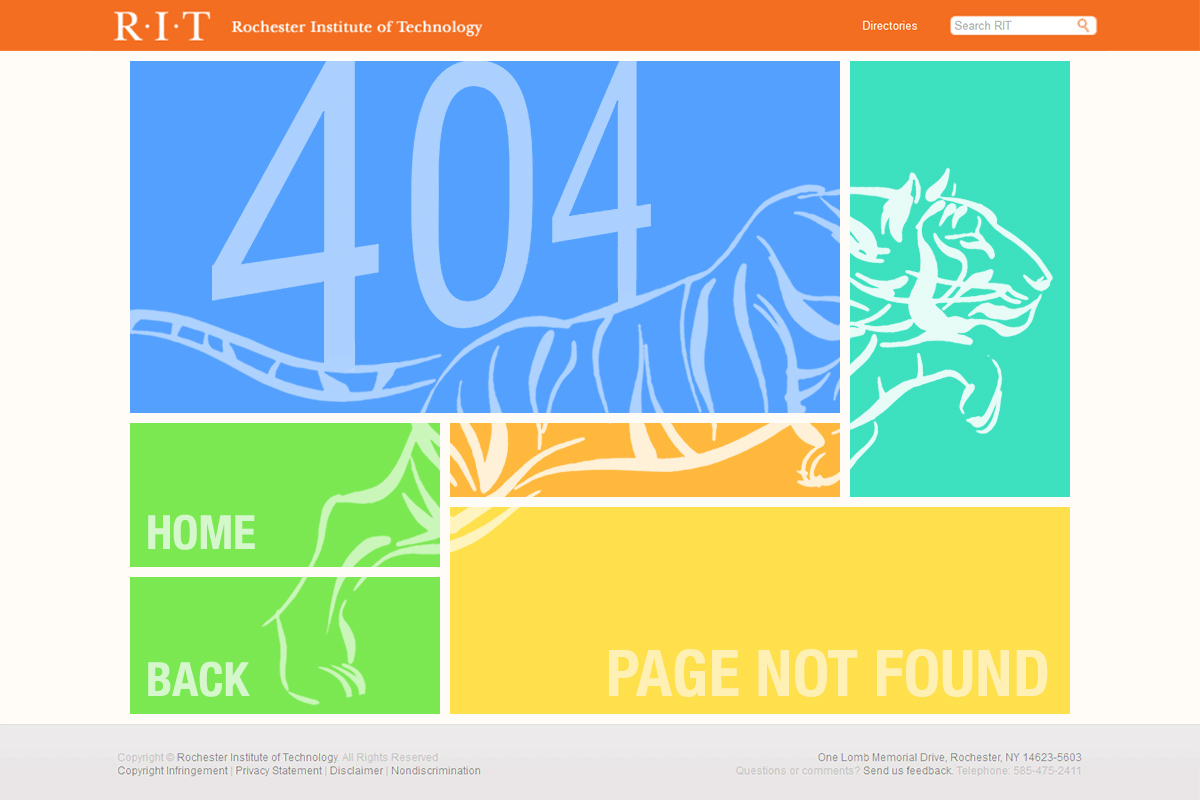 R·I·T Rochester Institute of Technology Directories Search RIT
404
HOME
BACK
PAGE NOT FOUND
Copyright © Rochester Institute of Technology. All Rights Reserved
Copyright Infringement | Privacy Statement | Disclaimer | Nondiscrimination
One Lomb Memorial Drive, Rochester, NY 14623-5603
Questions or comments? Send us feedback. Telephone: 585-475-2411